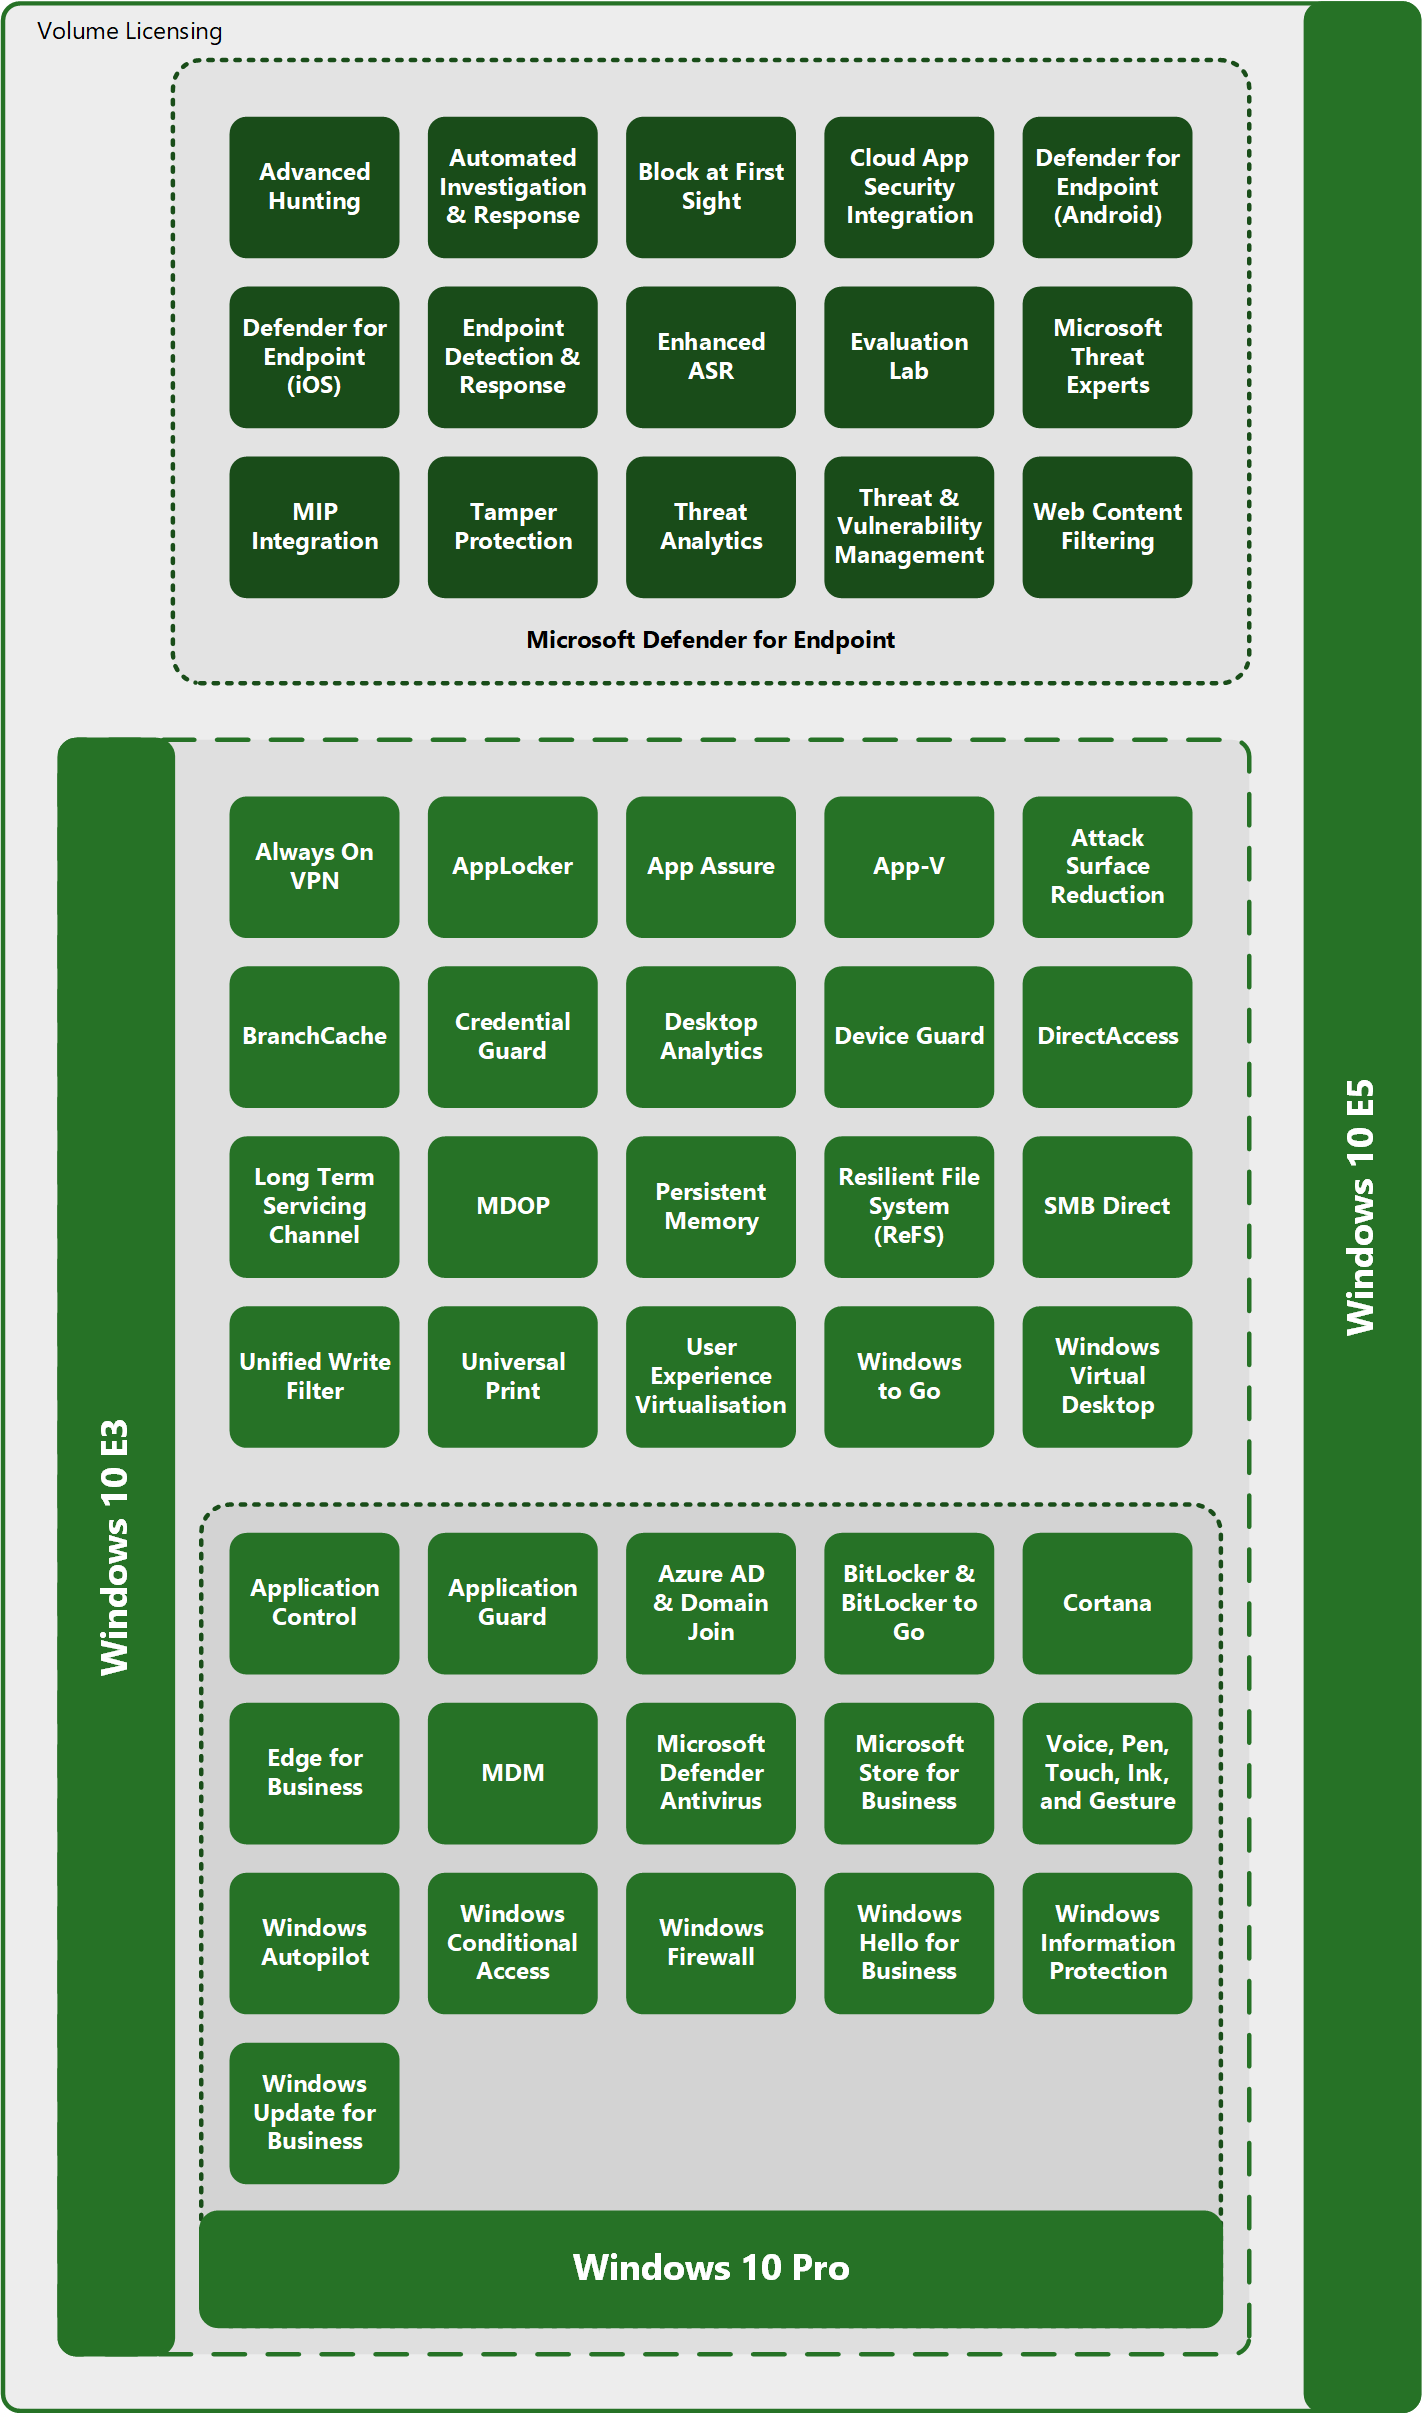 Volume Licensing
Advanced
Hunting
Automated
Investigation
& Response
Block at First
Sight
Cloud App
Security
Integration
Defender for
Endpoint
(Android)
Defender for
Endpoint
(iOS)
Endpoint
Detection &
Response
Enhanced
ASR
Evaluation
Lab
Microsoft
Threat
Experts
MIP
Integration
Tamper
Protection
Threat
Analytics
Threat &
Vulnerability
Management
Web Content
Filtering
Microsoft Defender for Endpoint
Always On
VPN
AppLocker
App Assure
App-V
Attack
Surface
Reduction
BranchCache
Credential
Guard
Desktop
Analytics
Device Guard
DirectAccess
Long Term
Servicing
Channel
MDOP
Persistent
Memory
Resilient File
System
(ReFS)
SMB Direct
Unified Write
Filter
Universal
Print
User
Experience
Virtualisation
Windows
to Go
Windows
Virtual
Desktop
Application
Control
Application
Guard
Azure AD
& Domain
Join
BitLocker &
BitLocker to
Go
Cortana
Edge for
Business
MDM
Microsoft
Defender
Antivirus
Microsoft
Store for
Business
Voice, Pen,
Touch, Ink,
and Gesture
Windows
Autopilot
Windows
Conditional
Access
Windows
Firewall
Windows
Hello for
Business
Windows
Information
Protection
Windows
Update for
Business
Windows 10 Pro
Windows 10 E3
Windows 10 E5